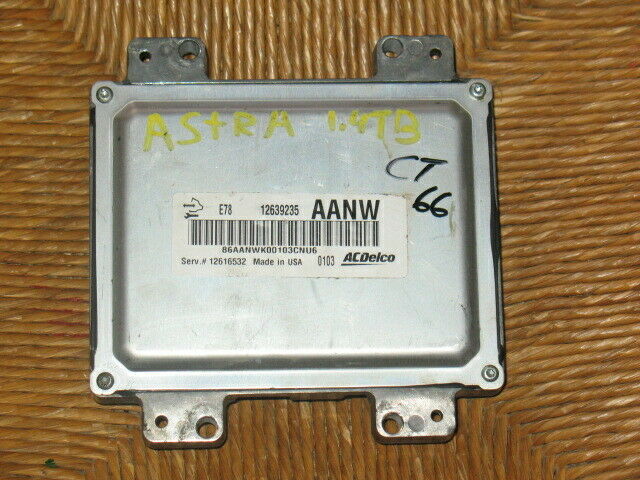 ASTRA 1.4TB
CT
66
E78 12639235 AANW
86AANWK00103CNU6
Serv.# 12616532 Made in USA 0103 ACDelco